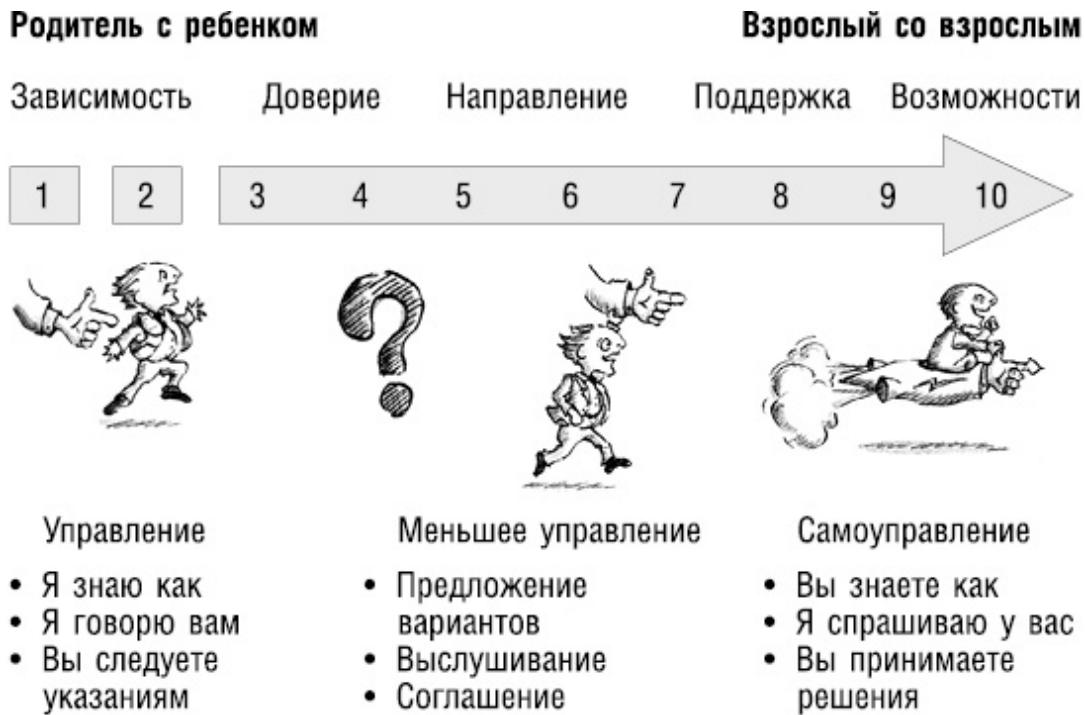 Родитель с ребенком
Взрослый со взрослым
Зависимость Доверие Направление Поддержка Возможности
1 2 3 4 5 6 7 8 9 10
Управление
• Я знаю как
• Я говорю вам
• Вы следуете
указаниям
Меньшее управление
• Предложение
вариантов
• Выслушивание
• Соглашение
Самоуправление
• Вы знаете как
• Я спрашиваю у вас
• Вы принимаете
решения